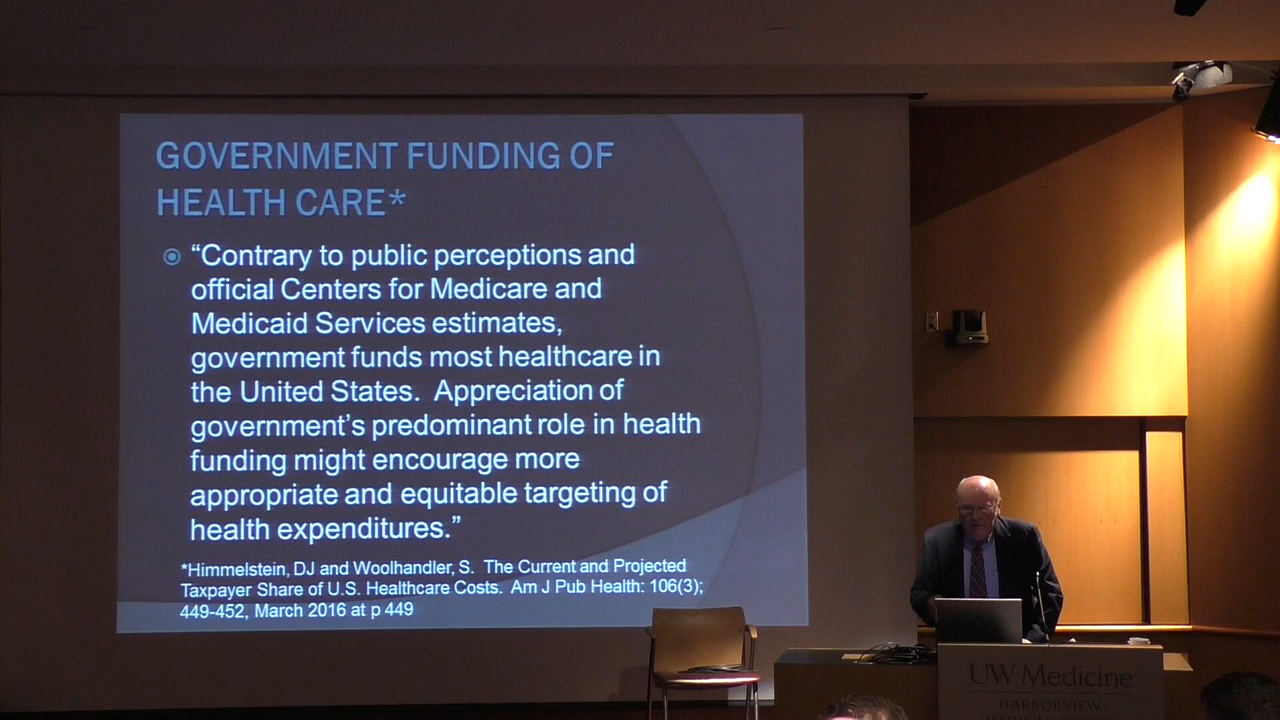 GOVERNMENT FUNDING OF
HEALTH CARE*
“Contrary to public perceptions and
official Centers for Medicare and
Medicaid Services estimates,
government funds most healthcare in
the United States.  Appreciation of
government’s predominant role in health
funding might encourage more
appropriate and equitable targeting of
health expenditures.”
*Himmelstein, DJ and Woolhandler, S.  The Current and Projected
Taxpayer Share of U.S. Healthcare Costs.  Am J Pub Health: 106(3);
449-452, March 2016 at p 449
UW Medicine
HARBORVIEW